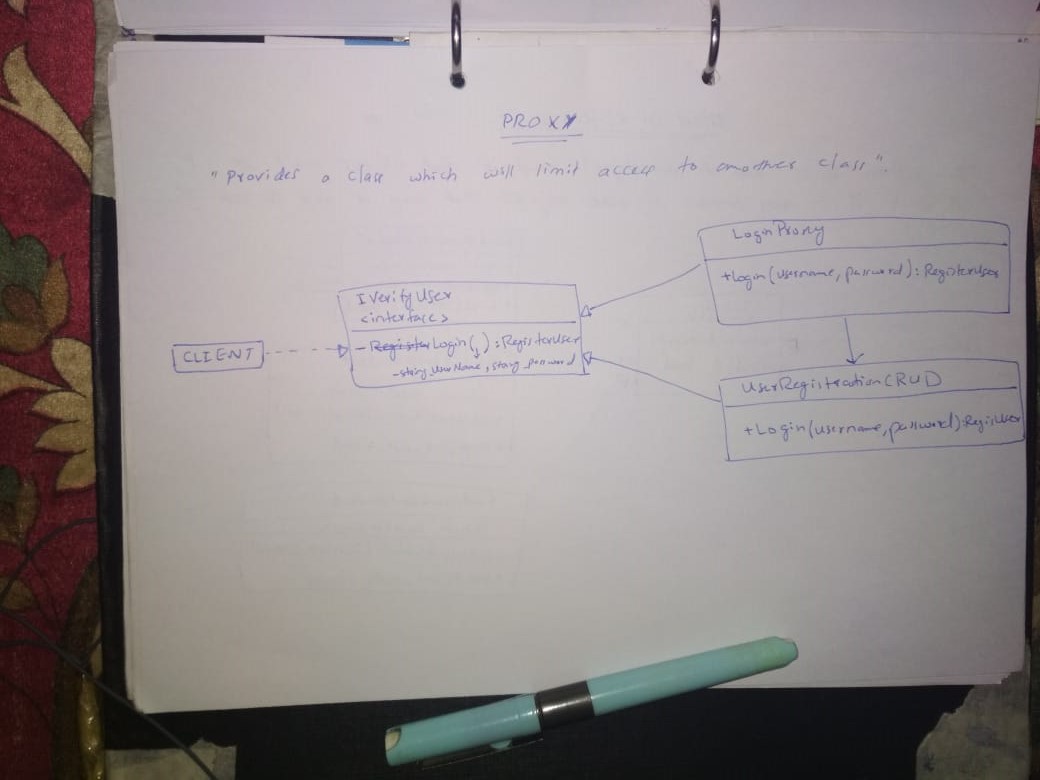 PROXY
"Provides a class which will limit access to another class".
LoginProxy
+Login(username, password): RegisterUser
IVerifyUser
<interface>
- Register Login( ) : RegisterUser
-string UserName, string password
CLIENT
UserRegistrationCRUD
+Login(username, password):RegisUser